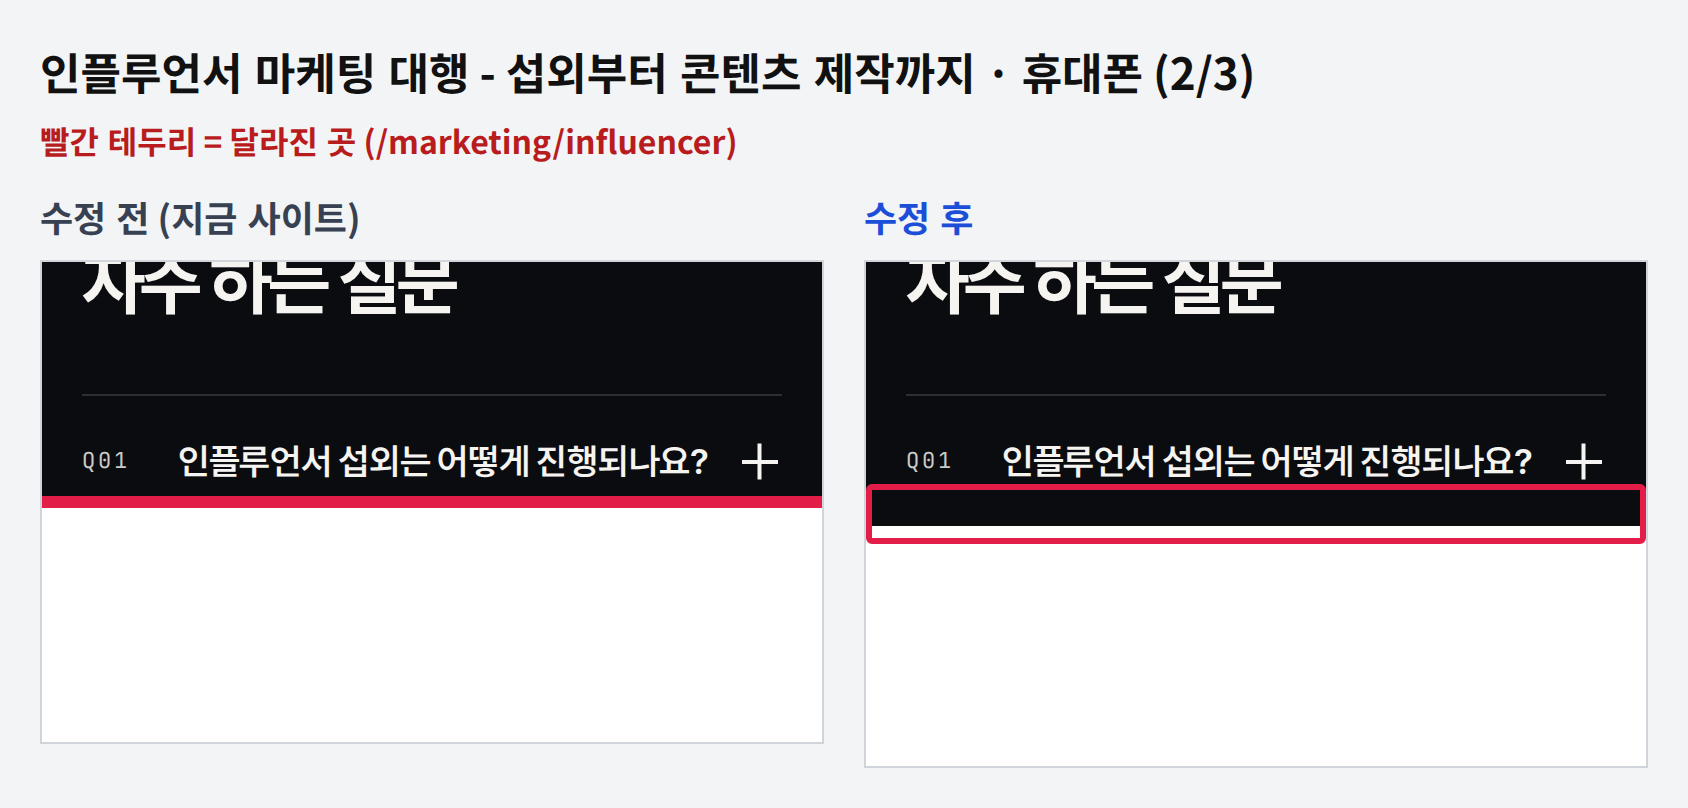 인플루언서 마케팅 대행 - 섭외부터 콘텐츠 제작까지 · 휴대폰 (2/3)
빨간 테두리 = 달라진 곳 (/marketing/influencer)
수정 전 (지금 사이트)
자주 하는 질문
Q01 인플루언서 섭외는 어떻게 진행되나요?
수정 후
자주 하는 질문
Q01 인플루언서 섭외는 어떻게 진행되나요?